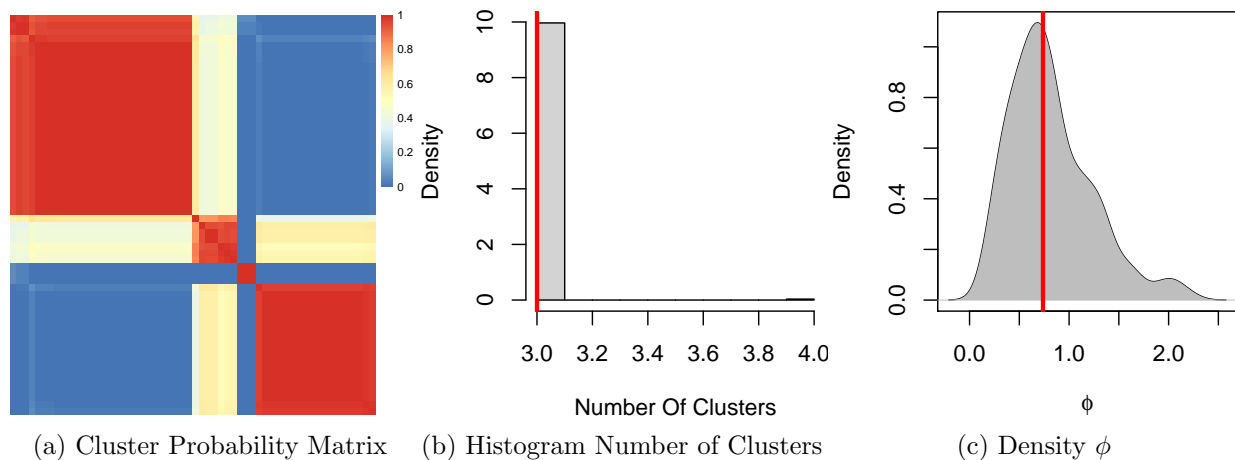 1
0.8
0.6
0.4
0.2
0
Density
0 2 4 6 8 10
3.0 3.2 3.4 3.6 3.8 4.0
Number Of Clusters
Density
0.0 0.4 0.8
0.0 1.0 2.0
ϕ
(a) Cluster Probability Matrix
(b) Histogram Number of Clusters
(c) Density ϕ